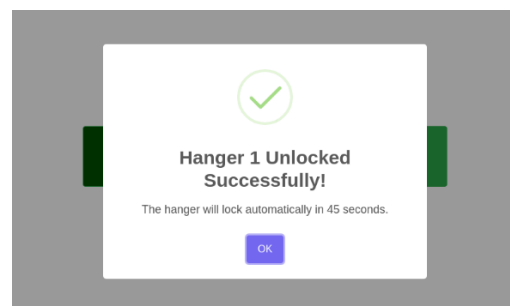 Hanger 1 Unlocked
Successfully!
The hanger will lock automatically in 45 seconds.
OK